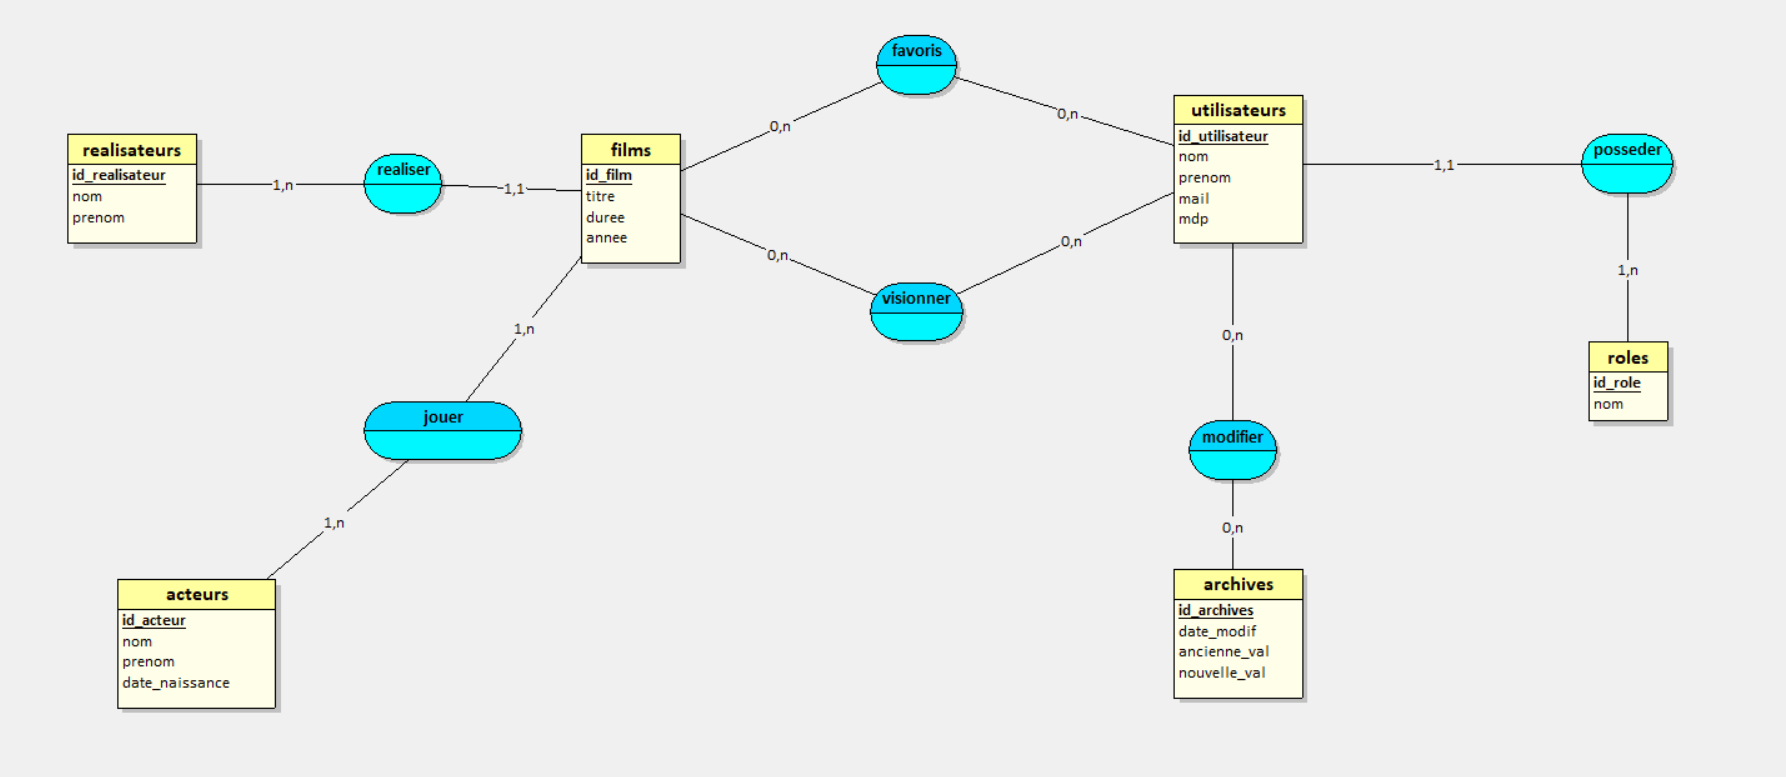 favoris
0,n
0,n
realisateurs
id_realisateur
nom
prenom
1,n
realiser
1,1
films
id_film
titre
duree
annee
utilisateurs
id_utilisateur
nom
prenom
mail
mdp
1,1
posseder
0,n
0,n
visionner
1,n
roles
id_role
nom
1,n
jouer
0,n
modifier
0,n
1,n
acteurs
id_acteur
nom
prenom
date_naissance
archives
id_archives
date_modif
ancienne_val
nouvelle_val